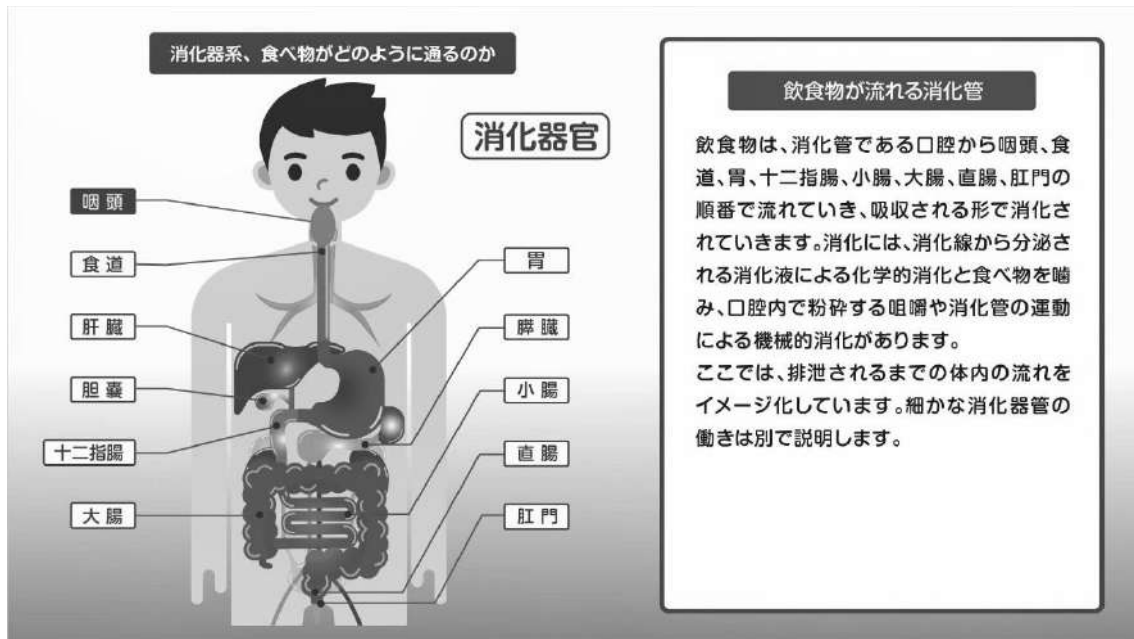 消化器系、食べ物がどのように通るのか
消化器官
咽頭
食道
肝臓
胆嚢
十二指腸
大腸
胃
膵臓
小腸
直腸
肛門
飲食物が流れる消化管
飲食物は、消化管である口腔から咽頭、食
道、胃、十二指腸、小腸、大腸、直腸、肛門の
順番で流れていき、吸収される形で消化さ
れていきます。消化には、消化線から分泌さ
れる消化液による化学的消化と食べ物を噛
み、口腔内で粉砕する咀嚼や消化管の運動
による機械的消化があります。
ここでは、排泄されるまでの体内の流れを
イメージ化しています。細かな消化器管の
働きは別で説明します。